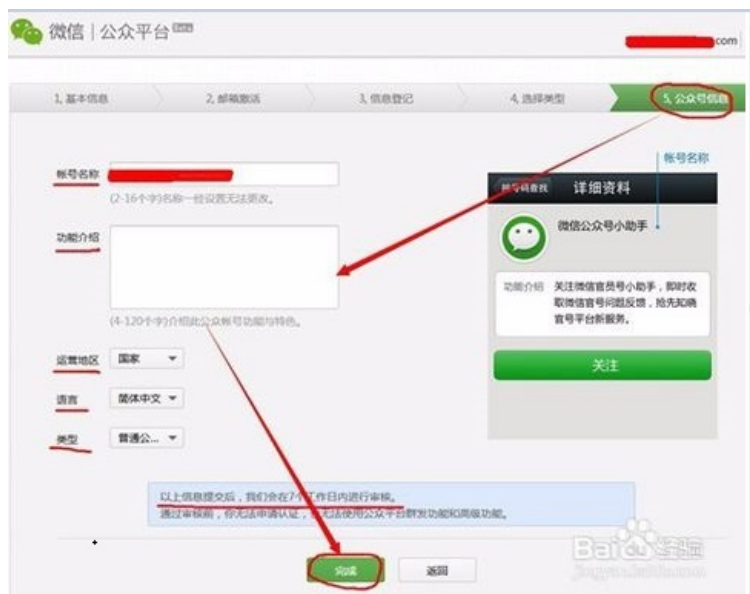 微信 | 公众平台 Beta
com
1, 基本信息 2, 邮箱激活 3, 信息登记 4, 选择类型 5, 公众号信息
帐号名称
帐号名称
(2-16个字)名称一经设置无法更改。
详细资料
微信公众号小助手
功能介绍
功能介绍 关注微信官员号小助手，即时收
取微信官号问题反馈，抢先知晓
官号平台新服务。
(4-120个字)介绍此公众帐号功能与特色。
运营地区 国家
关注
语言 简体中文
类型 普通公...
以上信息提交后，我们会在7个工作日内进行审核。
通过审核前，你无法申请认证，也无法使用公众平台群发功能和高级功能。
完成 返回
Baidu 经验
jingyan.baidu.com